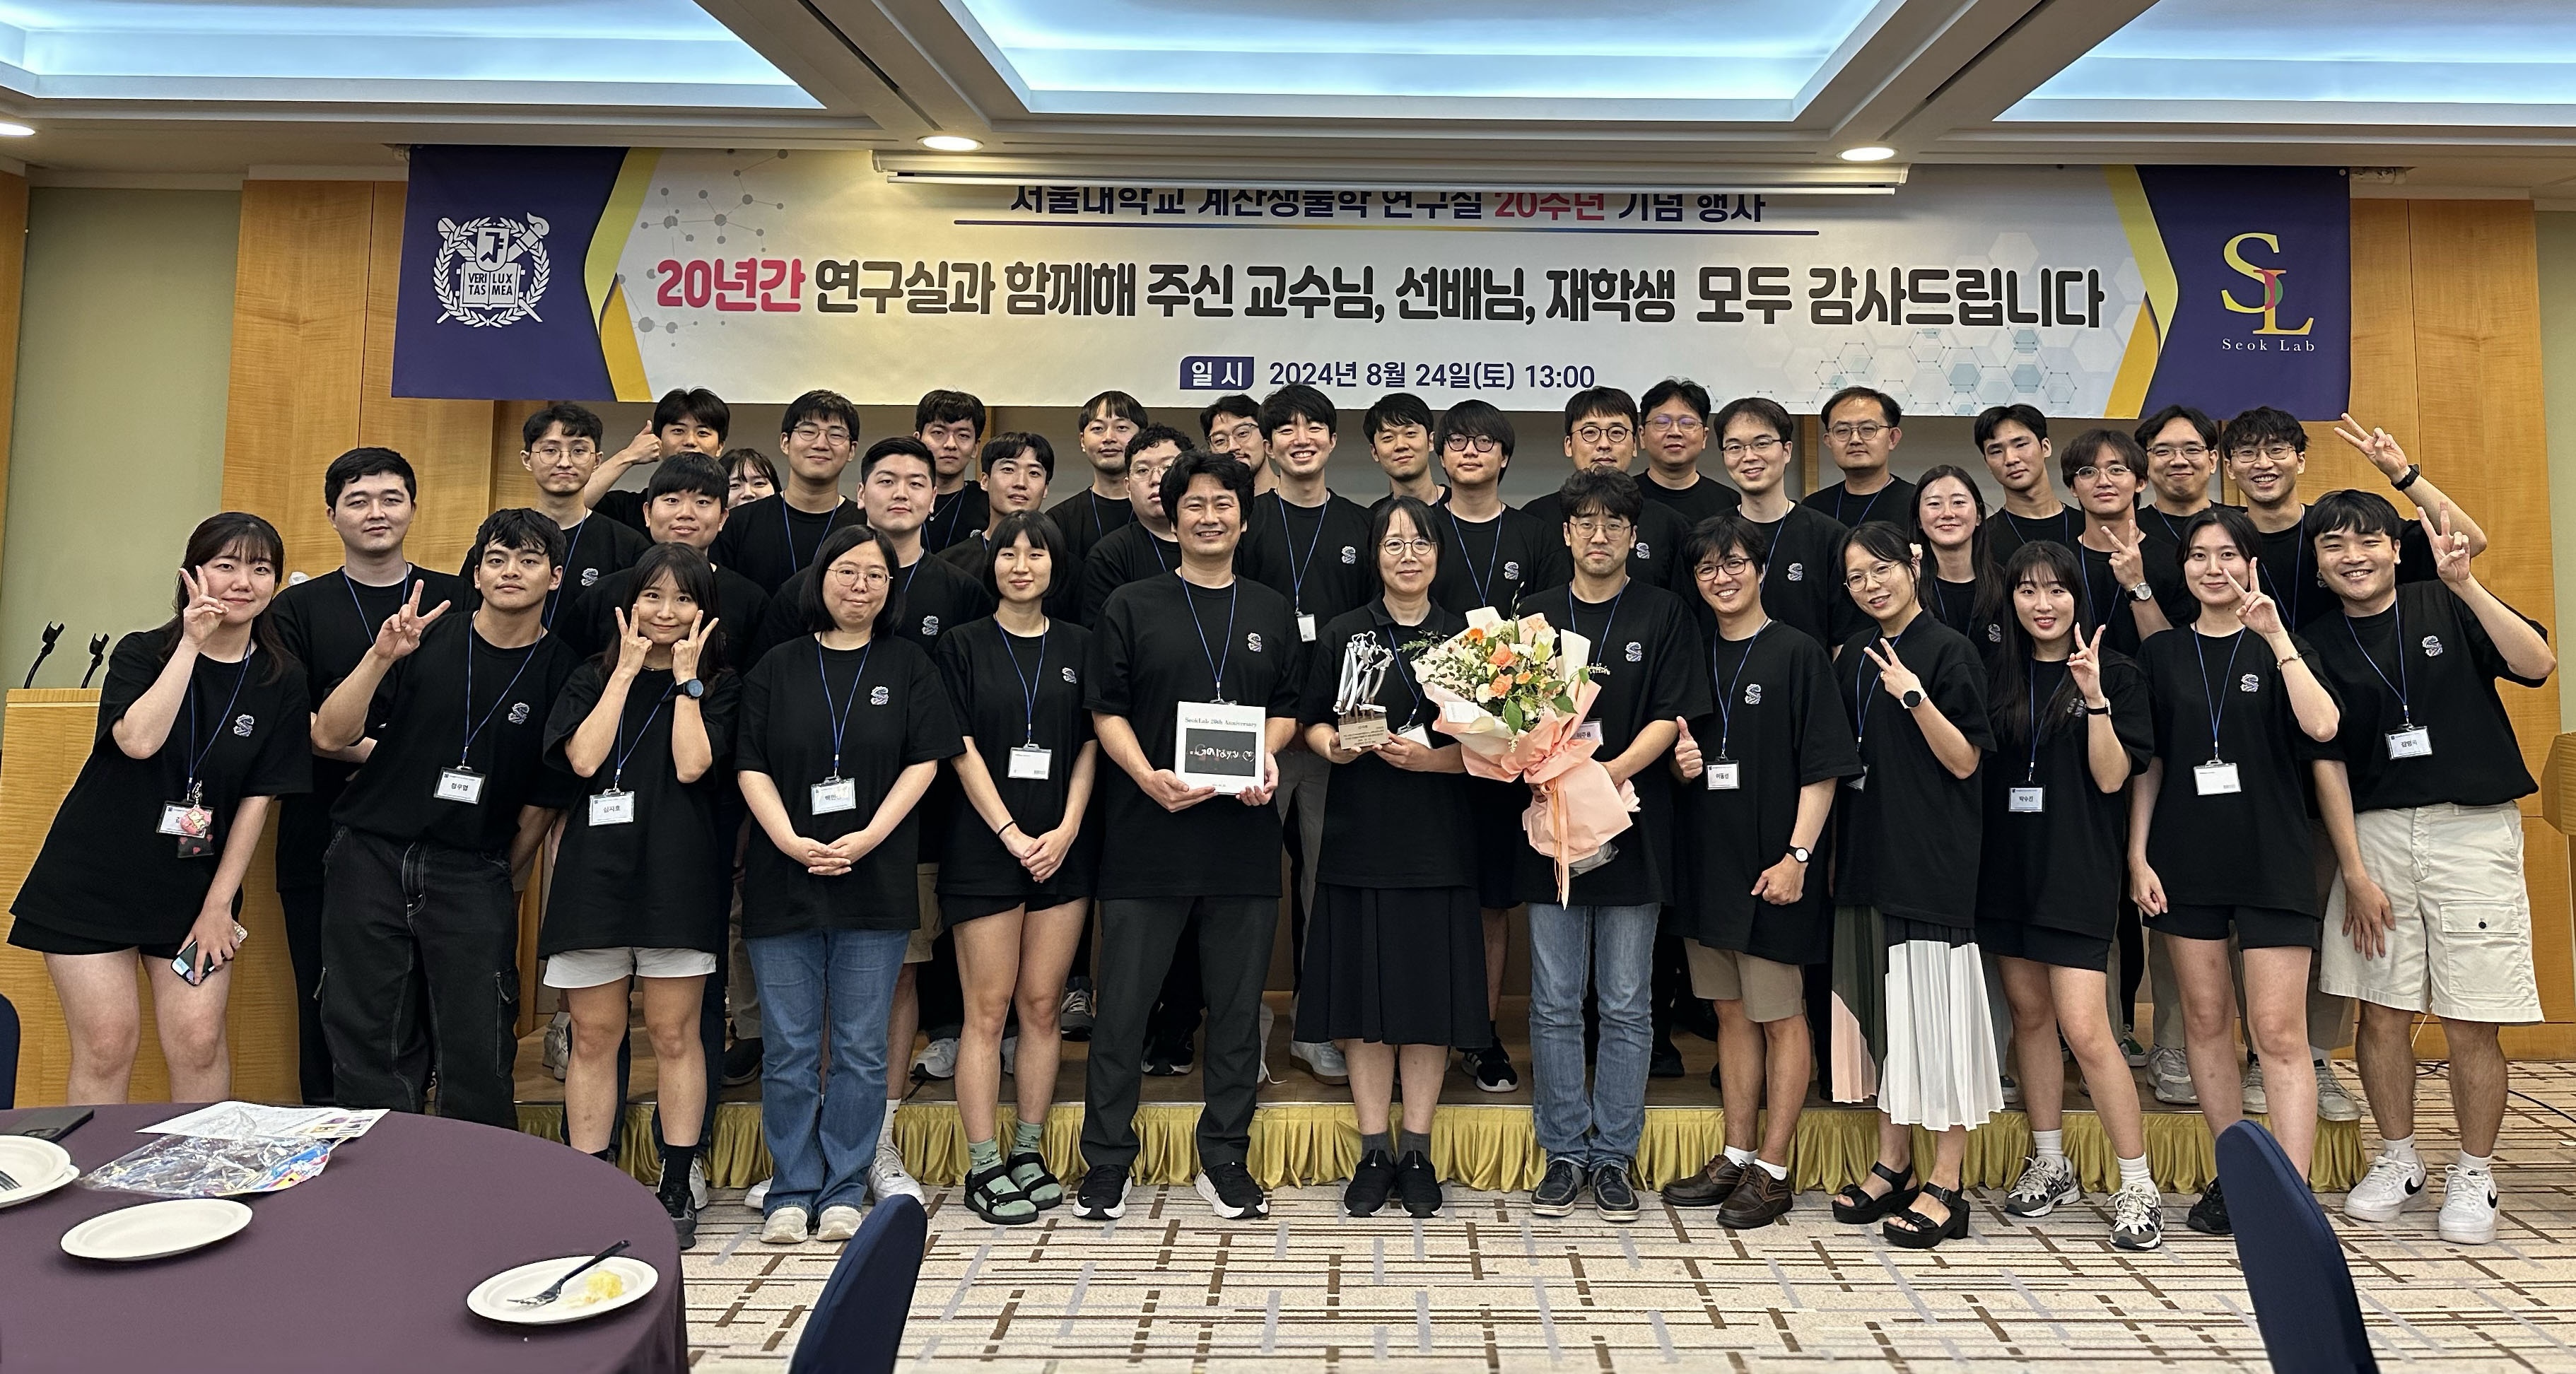 서울대학교 계산생물학 연구실 20주년 기념 행사
VERI LUX
TAS MEA
20년간 연구실과 함께해 주신 교수님, 선배님, 재학생 모두 감사드립니다
SL
Seok Lab
일 시 2024년 8월 24일(토) 13:00
SeokLab 20th Anniversary